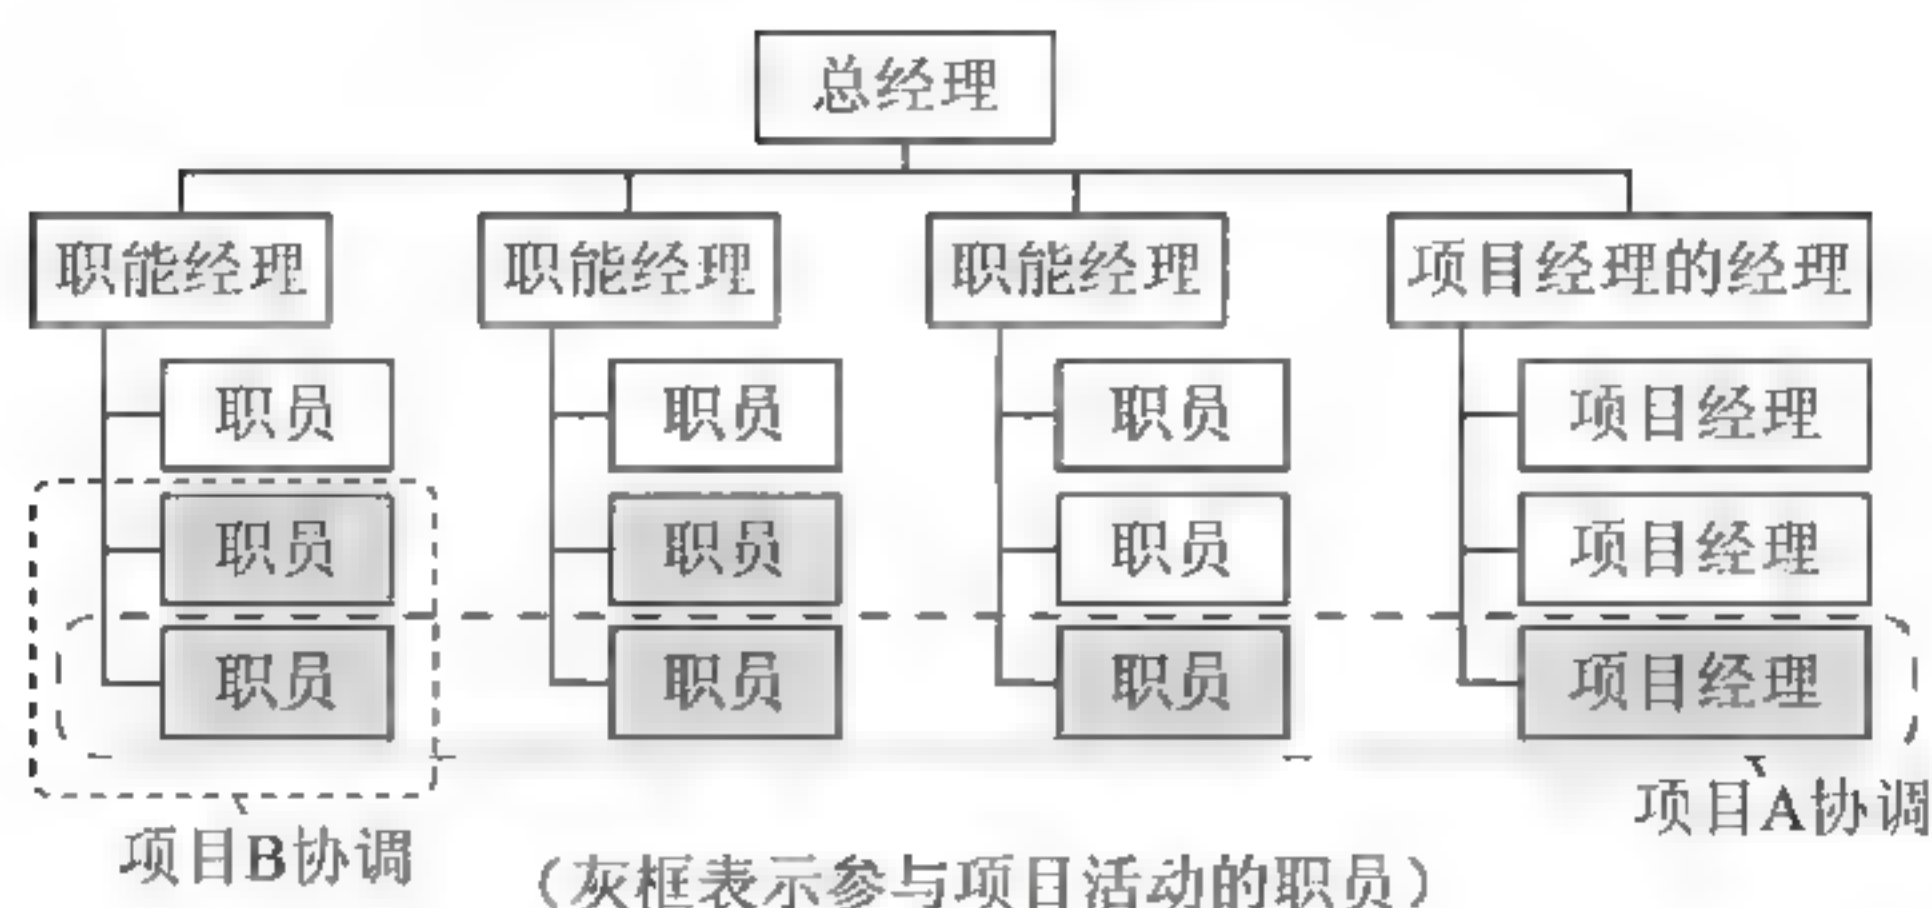 总经理
职能经理 职能经理 职能经理 项目经理的经理
职员 职员 职员 项目经理
职员 职员 职员 项目经理
职员 职员 职员 项目经理
项目A协调
项目B协调
（灰框表示参与项目活动的职员）